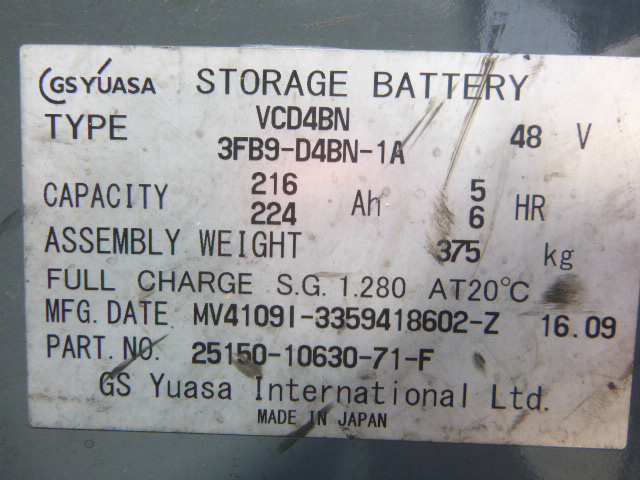 GS YUASA STORAGE BATTERY
TYPE VCD4BN 48 V
3FB9-D4BN-1A
CAPACITY 216 Ah 5 HR
224 6
ASSEMBLY WEIGHT 375 kg
FULL CHARGE S.G. 1.280 AT20°C
MFG. DATE MV4109I-3359418602-Z 16.09
PART. NO. 25150-10630-71-F
GS Yuasa International Ltd.
MADE IN JAPAN